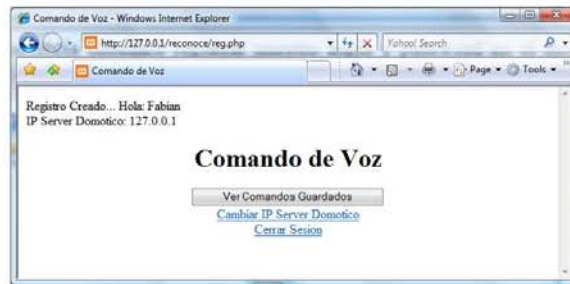 Comando de Voz - Windows Internet Explorer
http://127.0.0.1/reconoce/reg.php
Yahoo! Search
Comando de Voz
Page
Tools
Registro Creado... Hola: Fabian
IP Server Domotico: 127.0.0.1
Comando de Voz
Ver Comandos Guardados
Cambiar IP Server Domotico
Cerrar Sesion